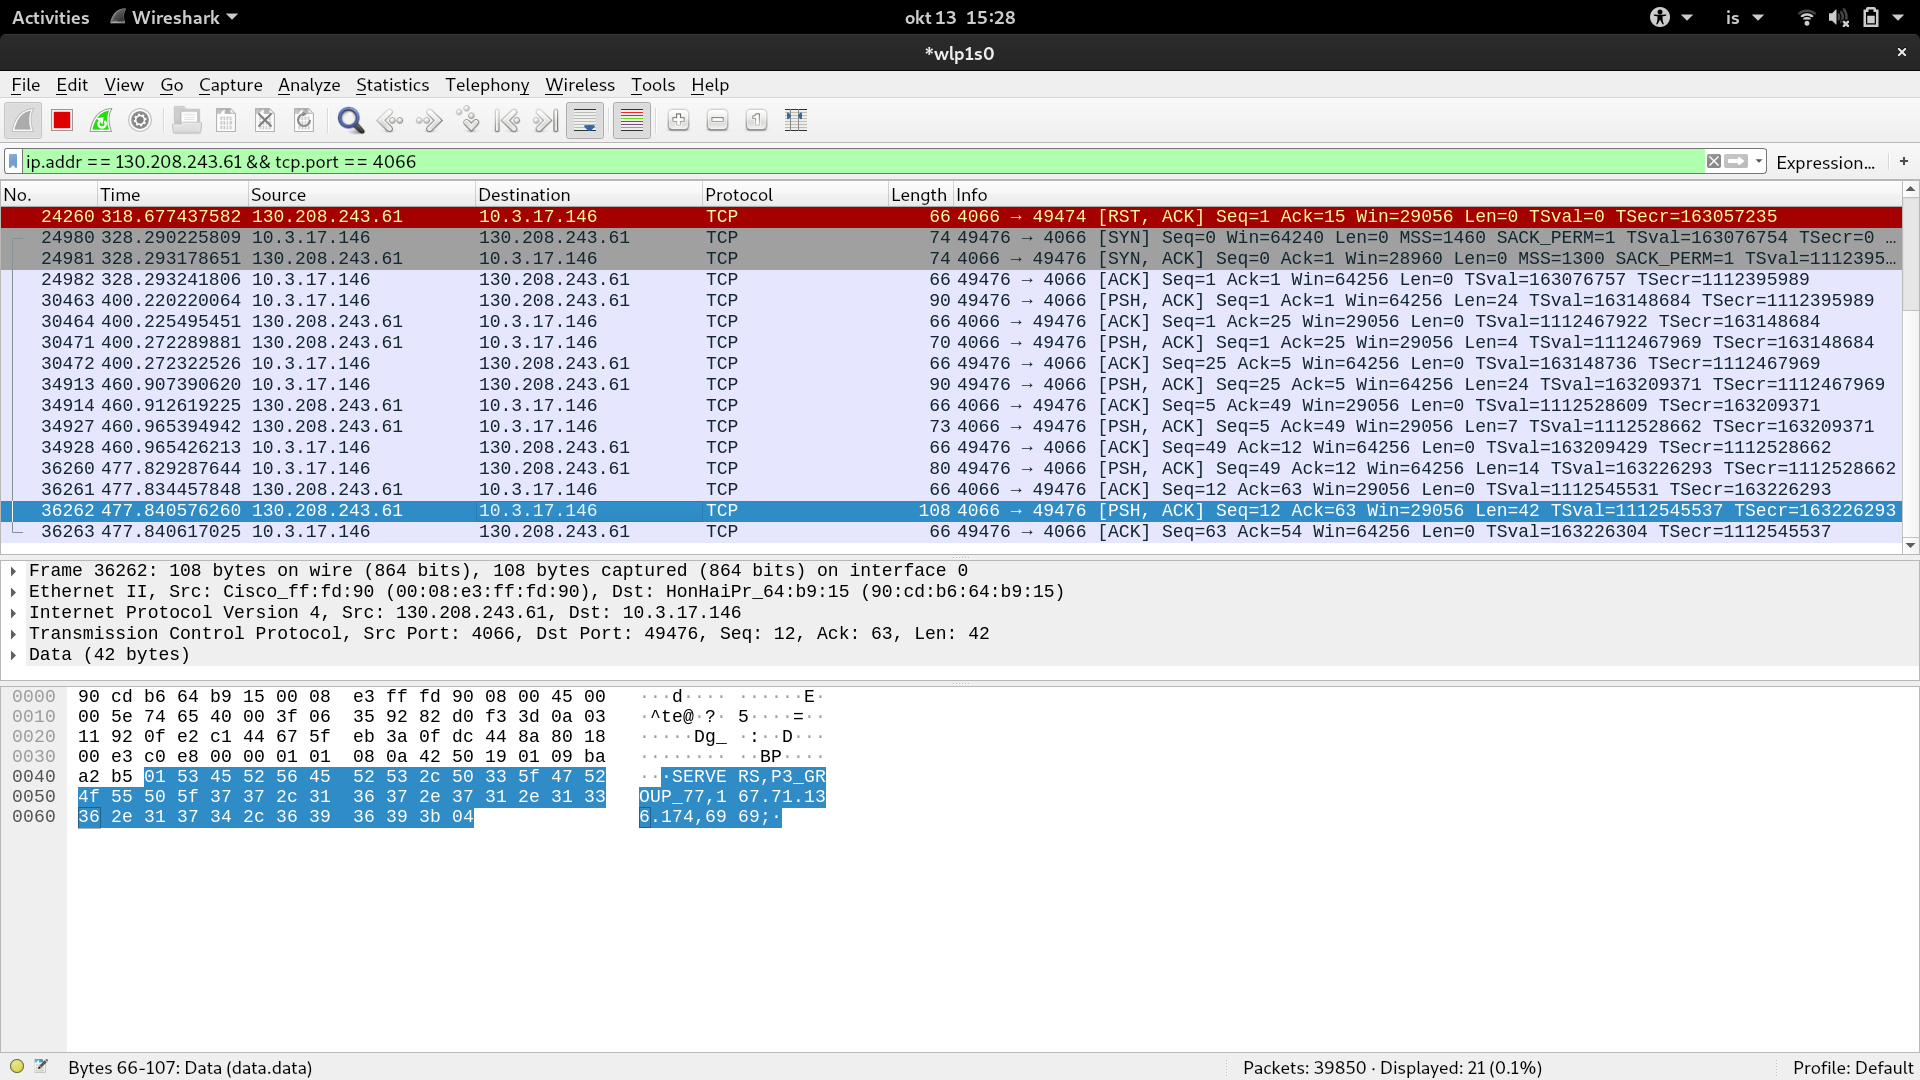 Activities Wireshark okt 13 15:28 is
*wlp1s0 ×
File Edit View Go Capture Analyze Statistics Telephony Wireless Tools Help
ip.addr == 130.208.243.61 && tcp.port == 4066 Expression… +
No. Time Source Destination Protocol Length Info
24260 318.677437582 130.208.243.61 10.3.17.146 TCP 66 4066 → 49474 [RST, ACK] Seq=1 Ack=15 Win=29056 Len=0 TSval=0 TSecr=163057235
24980 328.290225809 10.3.17.146 130.208.243.61 TCP 74 49476 → 4066 [SYN] Seq=0 Win=64240 Len=0 MSS=1460 SACK_PERM=1 TSval=163076754 TSecr=0 …
24981 328.293178651 130.208.243.61 10.3.17.146 TCP 74 4066 → 49476 [SYN, ACK] Seq=0 Ack=1 Win=28960 Len=0 MSS=1300 SACK_PERM=1 TSval=1112395…
24982 328.293241806 10.3.17.146 130.208.243.61 TCP 66 49476 → 4066 [ACK] Seq=1 Ack=1 Win=64256 Len=0 TSval=163076757 TSecr=1112395989
30463 400.220220064 10.3.17.146 130.208.243.61 TCP 90 49476 → 4066 [PSH, ACK] Seq=1 Ack=1 Win=64256 Len=24 TSval=163148684 TSecr=1112395989
30464 400.225495451 130.208.243.61 10.3.17.146 TCP 66 4066 → 49476 [ACK] Seq=1 Ack=25 Win=29056 Len=0 TSval=1112467922 TSecr=163148684
30471 400.272289881 130.208.243.61 10.3.17.146 TCP 70 4066 → 49476 [PSH, ACK] Seq=1 Ack=25 Win=29056 Len=4 TSval=1112467969 TSecr=163148684
30472 400.272322526 10.3.17.146 130.208.243.61 TCP 66 49476 → 4066 [ACK] Seq=25 Ack=5 Win=64256 Len=0 TSval=163148736 TSecr=1112467969
34913 460.907390620 10.3.17.146 130.208.243.61 TCP 90 49476 → 4066 [PSH, ACK] Seq=25 Ack=5 Win=64256 Len=24 TSval=163209371 TSecr=1112467969
34914 460.912619225 130.208.243.61 10.3.17.146 TCP 66 4066 → 49476 [ACK] Seq=5 Ack=49 Win=29056 Len=0 TSval=1112528609 TSecr=163209371
34927 460.965394942 130.208.243.61 10.3.17.146 TCP 73 4066 → 49476 [PSH, ACK] Seq=5 Ack=49 Win=29056 Len=7 TSval=1112528662 TSecr=163209371
34928 460.965426213 10.3.17.146 130.208.243.61 TCP 66 49476 → 4066 [ACK] Seq=49 Ack=12 Win=64256 Len=0 TSval=163209429 TSecr=1112528662
36260 477.829287644 10.3.17.146 130.208.243.61 TCP 80 49476 → 4066 [PSH, ACK] Seq=49 Ack=12 Win=64256 Len=14 TSval=163226293 TSecr=1112528662
36261 477.834457848 130.208.243.61 10.3.17.146 TCP 66 4066 → 49476 [ACK] Seq=12 Ack=63 Win=29056 Len=0 TSval=1112545531 TSecr=163226293
36262 477.840576260 130.208.243.61 10.3.17.146 TCP 108 4066 → 49476 [PSH, ACK] Seq=12 Ack=63 Win=29056 Len=42 TSval=1112545537 TSecr=163226293
36263 477.840617025 10.3.17.146 130.208.243.61 TCP 66 49476 → 4066 [ACK] Seq=63 Ack=54 Win=64256 Len=0 TSval=163226304 TSecr=1112545537
Frame 36262: 108 bytes on wire (864 bits), 108 bytes captured (864 bits) on interface 0
Ethernet II, Src: Cisco_ff:fd:90 (00:08:e3:ff:fd:90), Dst: HonHaiPr_64:b9:15 (90:cd:b6:64:b9:15)
Internet Protocol Version 4, Src: 130.208.243.61, Dst: 10.3.17.146
Transmission Control Protocol, Src Port: 4066, Dst Port: 49476, Seq: 12, Ack: 63, Len: 42
Data (42 bytes)
0000 90 cd b6 64 b9 15 00 08 e3 ff fd 90 08 00 45 00 ···d···· ······E·
0010 00 5e 74 65 40 00 3f 06 35 92 82 d0 f3 3d 0a 03 ·^te@·?· 5····=··
0020 11 92 0f e2 c1 44 67 5f eb 3a 0f dc 44 8a 80 18 ·····Dg_ ·:··D···
0030 00 e3 c0 e8 00 00 01 01 08 0a 42 50 19 01 09 ba ········ ··BP····
0040 a2 b5 01 53 45 52 56 45 52 53 2c 50 33 5f 47 52 ···SERVE RS,P3_GR
0050 4f 55 50 5f 37 37 2c 31 36 37 2e 37 31 2e 31 33 OUP_77,1 67.71.13
0060 36 2e 31 37 34 2c 36 39 36 39 3b 04 6.174,69 69;·
Bytes 66-107: Data (data.data) Packets: 39850 · Displayed: 21 (0.1%) Profile: Default